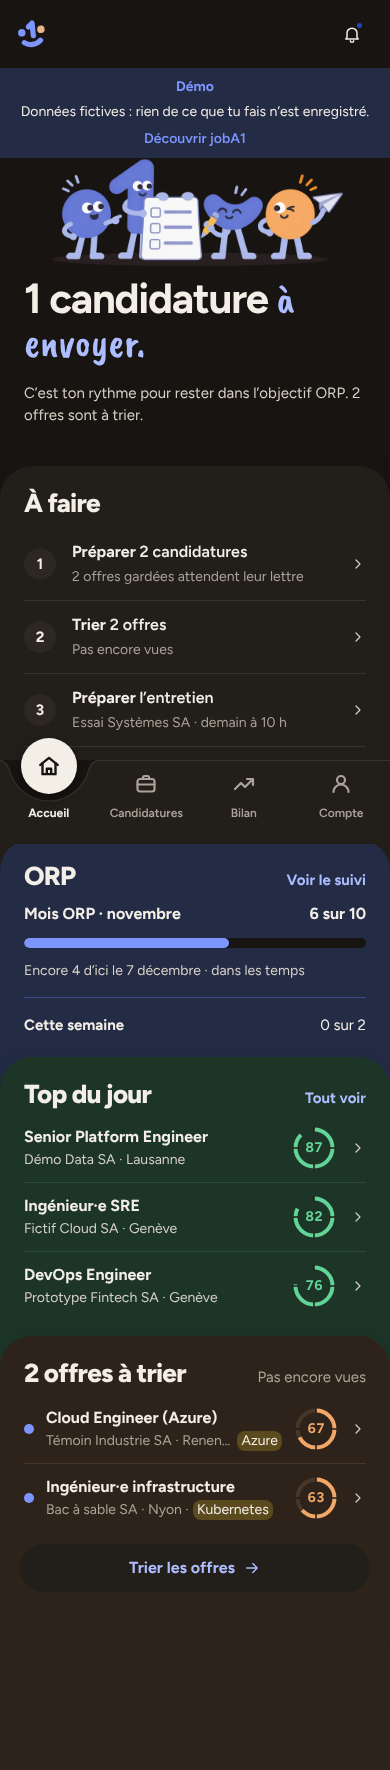 Démo
Données fictives : rien de ce que tu fais n'est enregistré.
Découvrir jobA1
1 candidature à
envoyer.
C'est ton rythme pour rester dans l'objectif ORP. 2
offres sont à trier.
À faire
1
Préparer 2 candidatures
2 offres gardées attendent leur lettre
2
Trier 2 offres
Pas encore vues
3
Préparer l'entretien
Essai Systèmes SA · demain à 10 h
Accueil
Candidatures
Bilan
Compte
ORP
Voir le suivi
Mois ORP · novembre
6 sur 10
Encore 4 d'ici le 7 décembre · dans les temps
Cette semaine
0 sur 2
Top du jour
Tout voir
Senior Platform Engineer
Démo Data SA · Lausanne
87
Ingénieur·e SRE
Fictif Cloud SA · Genève
82
DevOps Engineer
Prototype Fintech SA · Genève
76
2 offres à trier
Pas encore vues
Cloud Engineer (Azure)
Témoin Industrie SA · Renen... Azure
67
Ingénieur·e infrastructure
Bac à sable SA · Nyon · Kubernetes
63
Trier les offres →